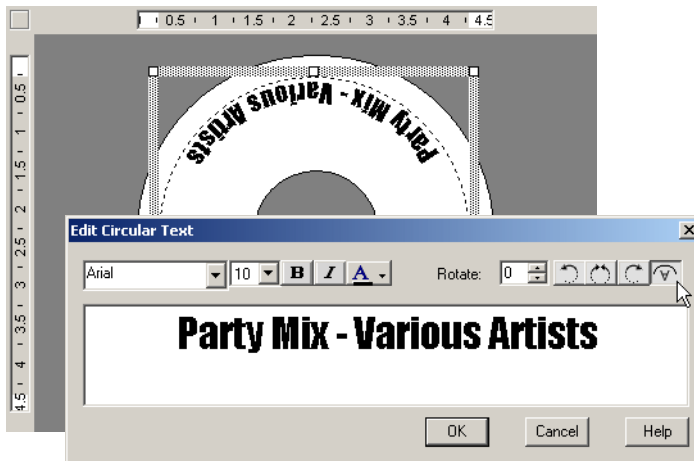 0.5 1 1.5 2 2.5 3 3.5 4 4.5
0.5 1 1.5 2 2.5 3 3.5 4 4.5
Party Mix - Various Artists
Edit Circular Text
Arial 10 B I A Rotate: 0 A
Party Mix - Various Artists
OK Cancel Help